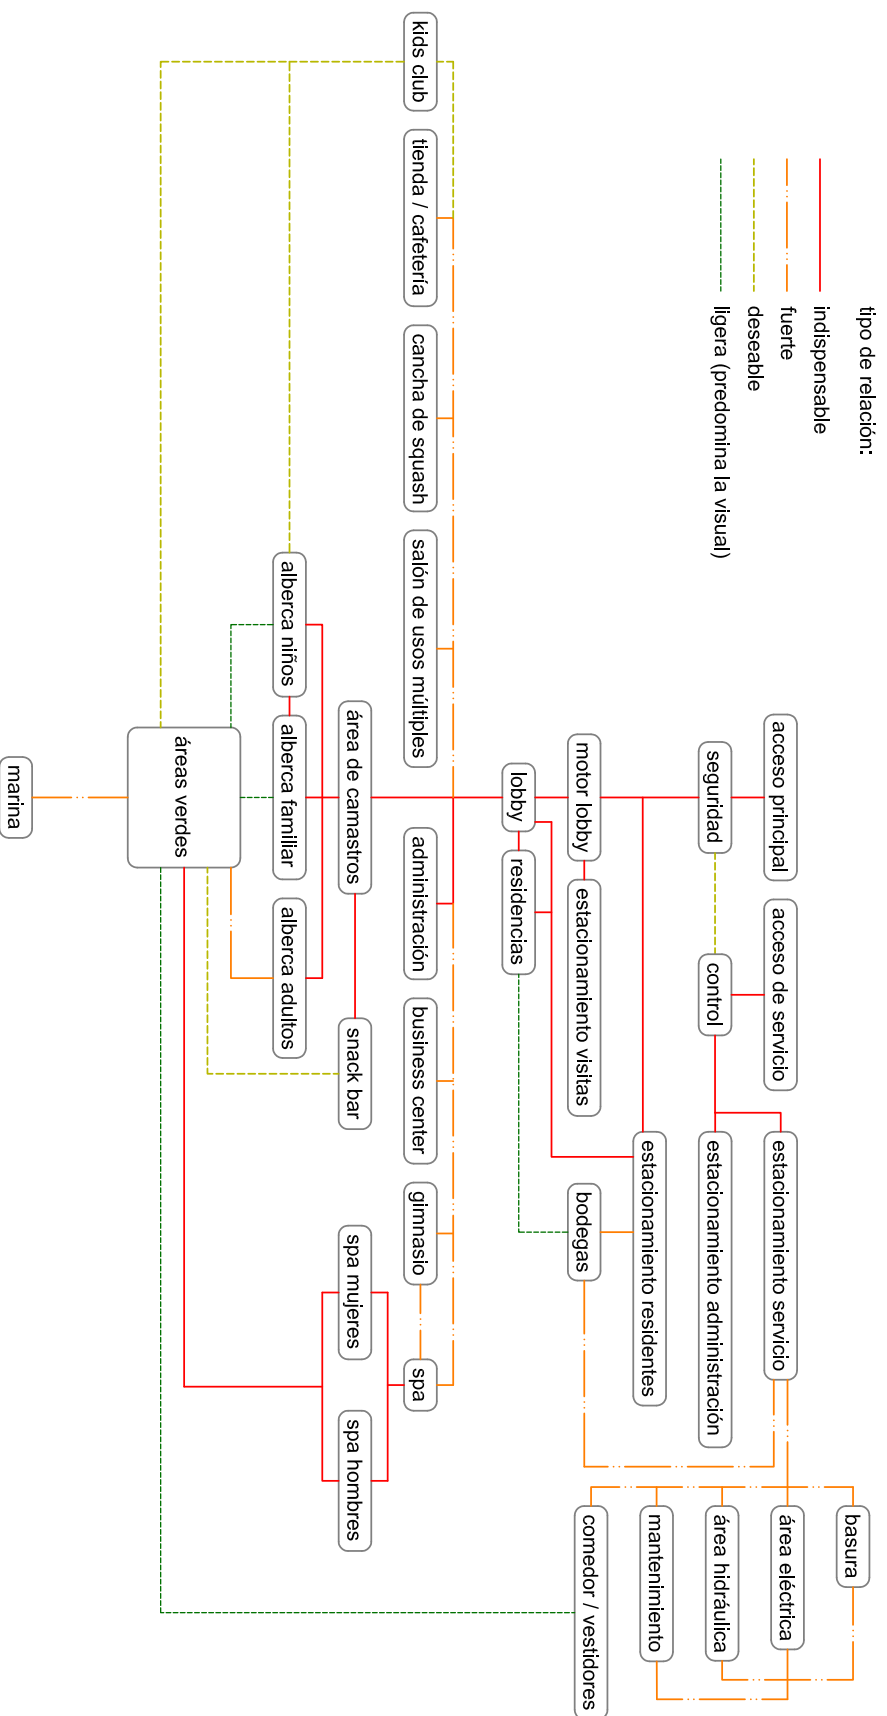 tipo de relación:
indispensable
fuerte
deseable
ligera (predomina la visual)
acceso principal
acceso de servicio
estacionamiento servicio
basura
área eléctrica
área hidráulica
mantenimiento
comedor / vestidores
seguridad
control
estacionamiento administración
estacionamiento residentes
motor lobby
estacionamiento visitas
bodegas
lobby
residencias
kids club
tienda / cafetería
cancha de squash
salón de usos múltiples
administración
business center
gimnasio
spa
área de camastros
snack bar
spa mujeres
spa hombres
alberca niños
alberca familiar
alberca adultos
áreas verdes
marina